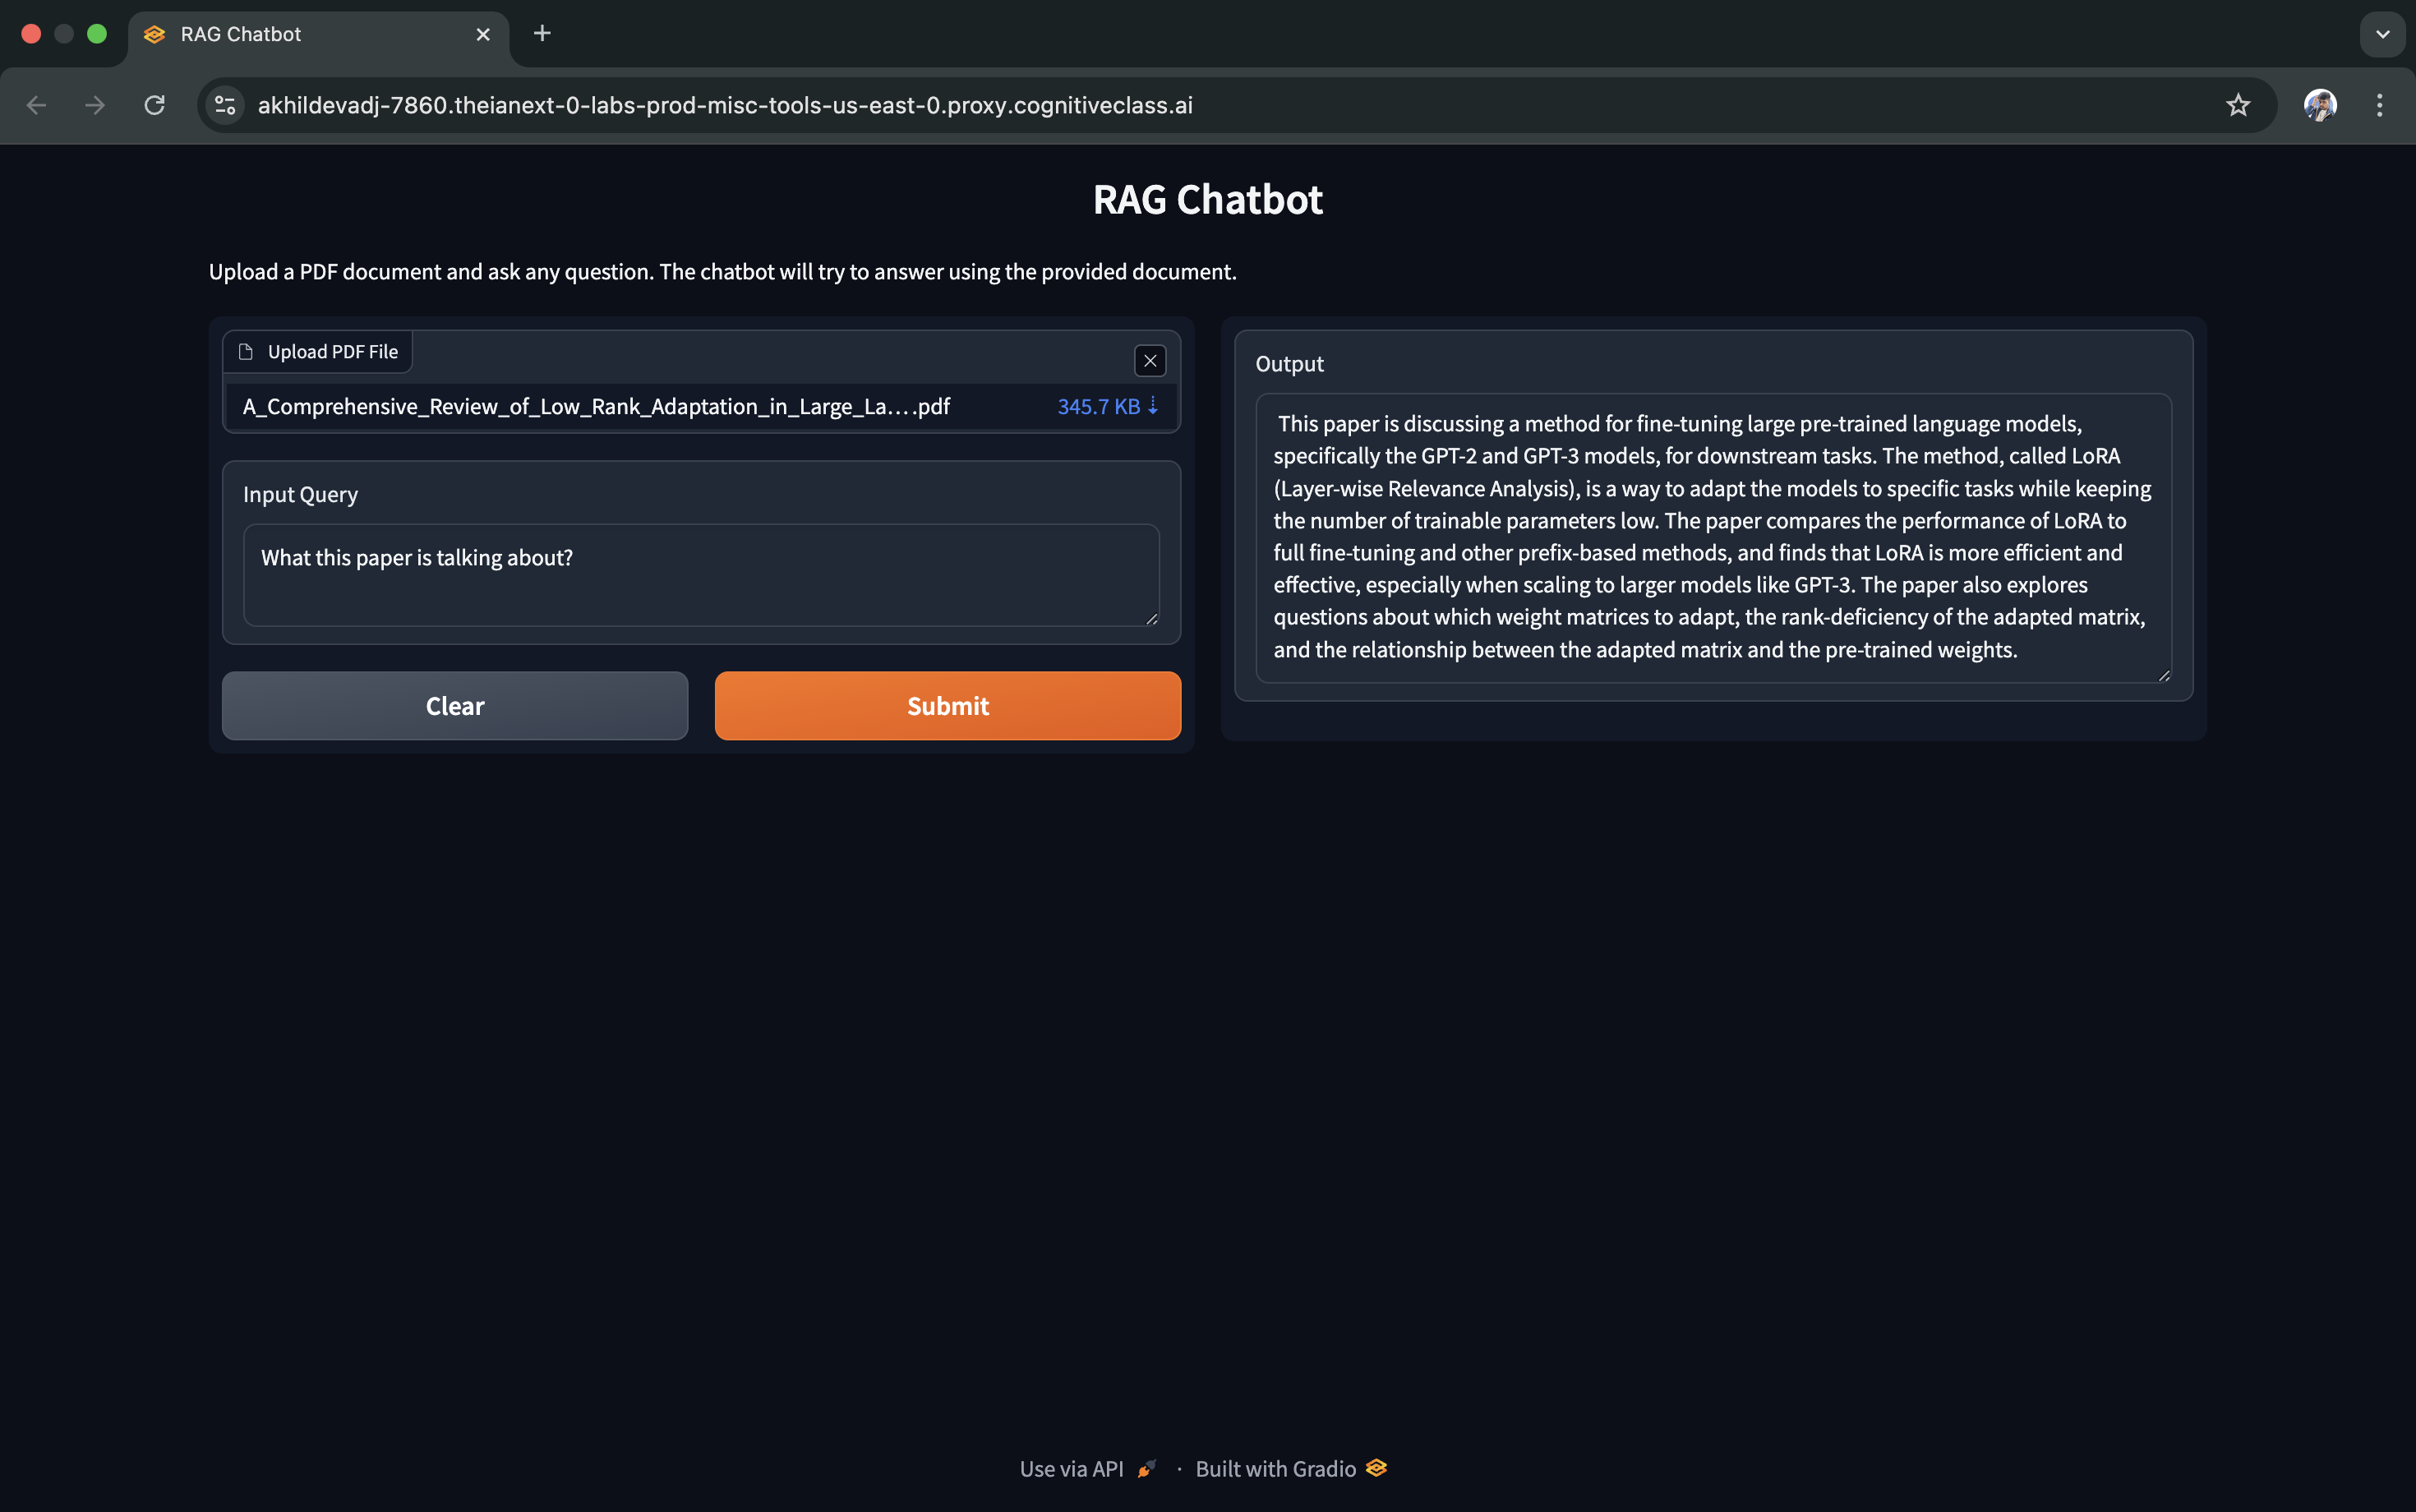 RAG Chatbot
akhildevadj-7860.theianext-0-labs-prod-misc-tools-us-east-0.proxy.cognitiveclass.ai
RAG Chatbot
Upload a PDF document and ask any question. The chatbot will try to answer using the provided document.
Upload PDF File
A_Comprehensive_Review_of_Low_Rank_Adaptation_in_Large_La....pdf 345.7 KB ⇣
Input Query
What this paper is talking about?
Clear
Submit
Output
This paper is discussing a method for fine-tuning large pre-trained language models,
specifically the GPT-2 and GPT-3 models, for downstream tasks. The method, called LoRA
(Layer-wise Relevance Analysis), is a way to adapt the models to specific tasks while keeping
the number of trainable parameters low. The paper compares the performance of LoRA to
full fine-tuning and other prefix-based methods, and finds that LoRA is more efficient and
effective, especially when scaling to larger models like GPT-3. The paper also explores
questions about which weight matrices to adapt, the rank-deficiency of the adapted matrix,
and the relationship between the adapted matrix and the pre-trained weights.
Use via API · Built with Gradio